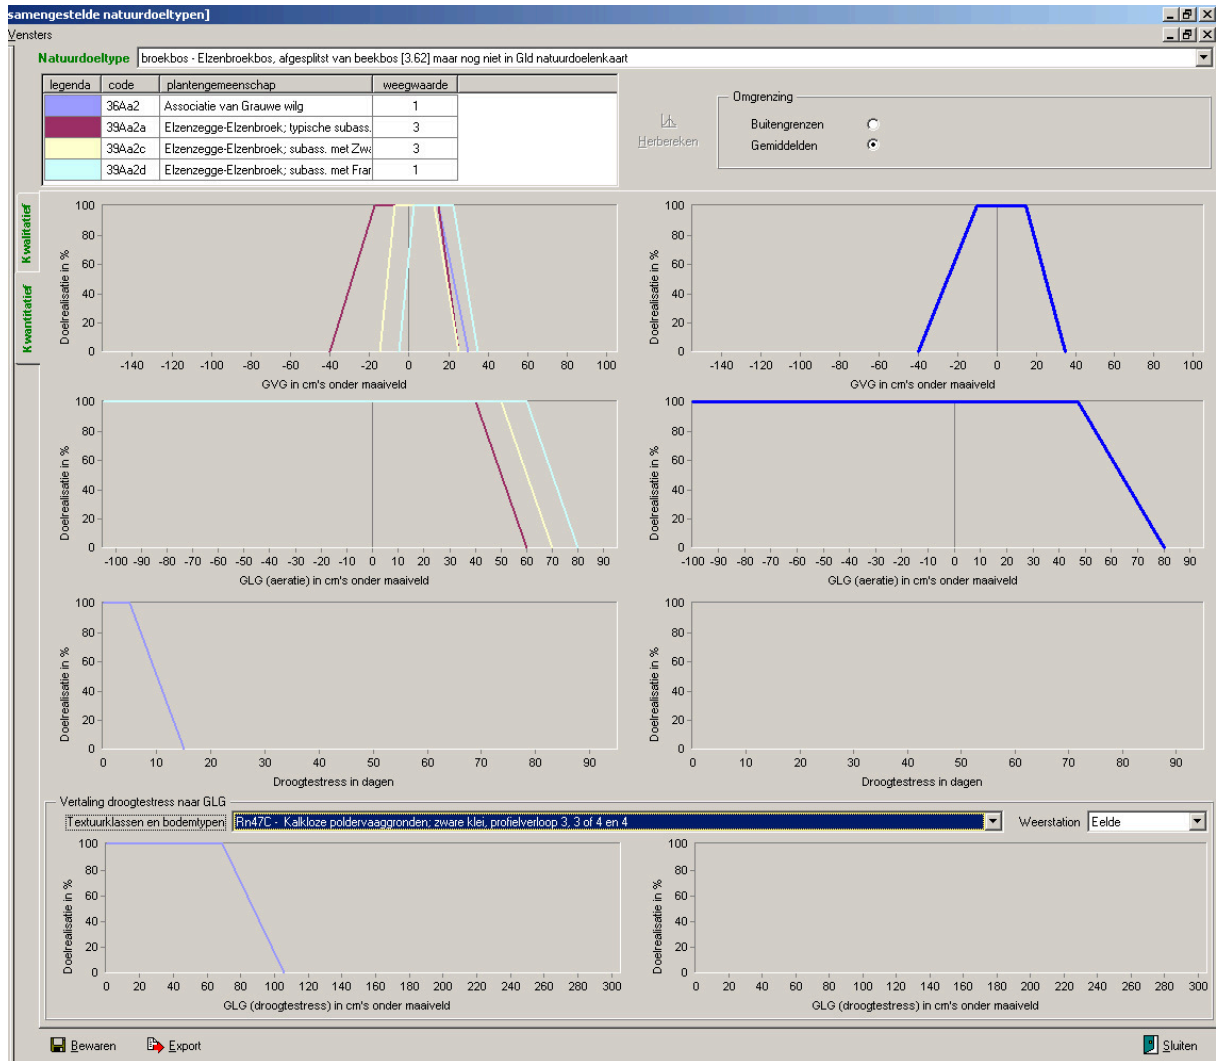 samengestelde natuurdoeltypen]
Vensters
Natuurdoeltype broekbos - Elzenbroekbos, afgesplitst van beekbos [3.62] maar nog niet in Gld natuurdoelenkaart
legenda code plantengemeenschap weegwaarde
36Aa2 Associatie van Grauwe wilg 1
39Aa2a Elzenzegge-Elzenbroek; typische subass. 3
39Aa2c Elzenzegge-Elzenbroek; subass. met Zwa 3
39Aa2d Elzenzegge-Elzenbroek; subass. met Fran 1
Herbereken
Omgrenzing
Buitengrenzen
Gemiddelden
Kwalitatief
Kwantitatief
Doelrealisatie in %
100
80
60
40
20
0
-140 -120 -100 -80 -60 -40 -20 0 20 40 60 80 100
GVG in cm's onder maaiveld
Doelrealisatie in %
100
80
60
40
20
0
-140 -120 -100 -80 -60 -40 -20 0 20 40 60 80 100
GVG in cm's onder maaiveld
Doelrealisatie in %
100
80
60
40
20
0
-100 -90 -80 -70 -60 -50 -40 -30 -20 -10 0 10 20 30 40 50 60 70 80 90
GLG (aeratie) in cm's onder maaiveld
Doelrealisatie in %
100
80
60
40
20
0
-100 -90 -80 -70 -60 -50 -40 -30 -20 -10 0 10 20 30 40 50 60 70 80 90
GLG (aeratie) in cm's onder maaiveld
Doelrealisatie in %
100
80
60
40
20
0
0 10 20 30 40 50 60 70 80 90
Droogtestress in dagen
Doelrealisatie in %
100
80
60
40
20
0
0 10 20 30 40 50 60 70 80 90
Droogtestress in dagen
Vertaling droogtestress naar GLG
Textuurklassen en bodemtypen Rn47C - Kalkloze poldervaaggronden; zware klei, profielverloop 3, 3 of 4 en 4 Weerstation Eelde
Doelrealisatie in %
100
80
60
40
20
0
0 20 40 60 80 100 120 140 160 180 200 220 240 260 280 300
GLG (droogtestress) in cm's onder maaiveld
Doelrealisatie in %
100
80
60
40
20
0
0 20 40 60 80 100 120 140 160 180 200 220 240 260 280 300
GLG (droogtestress) in cm's onder maaiveld
Bewaren Export Sluiten